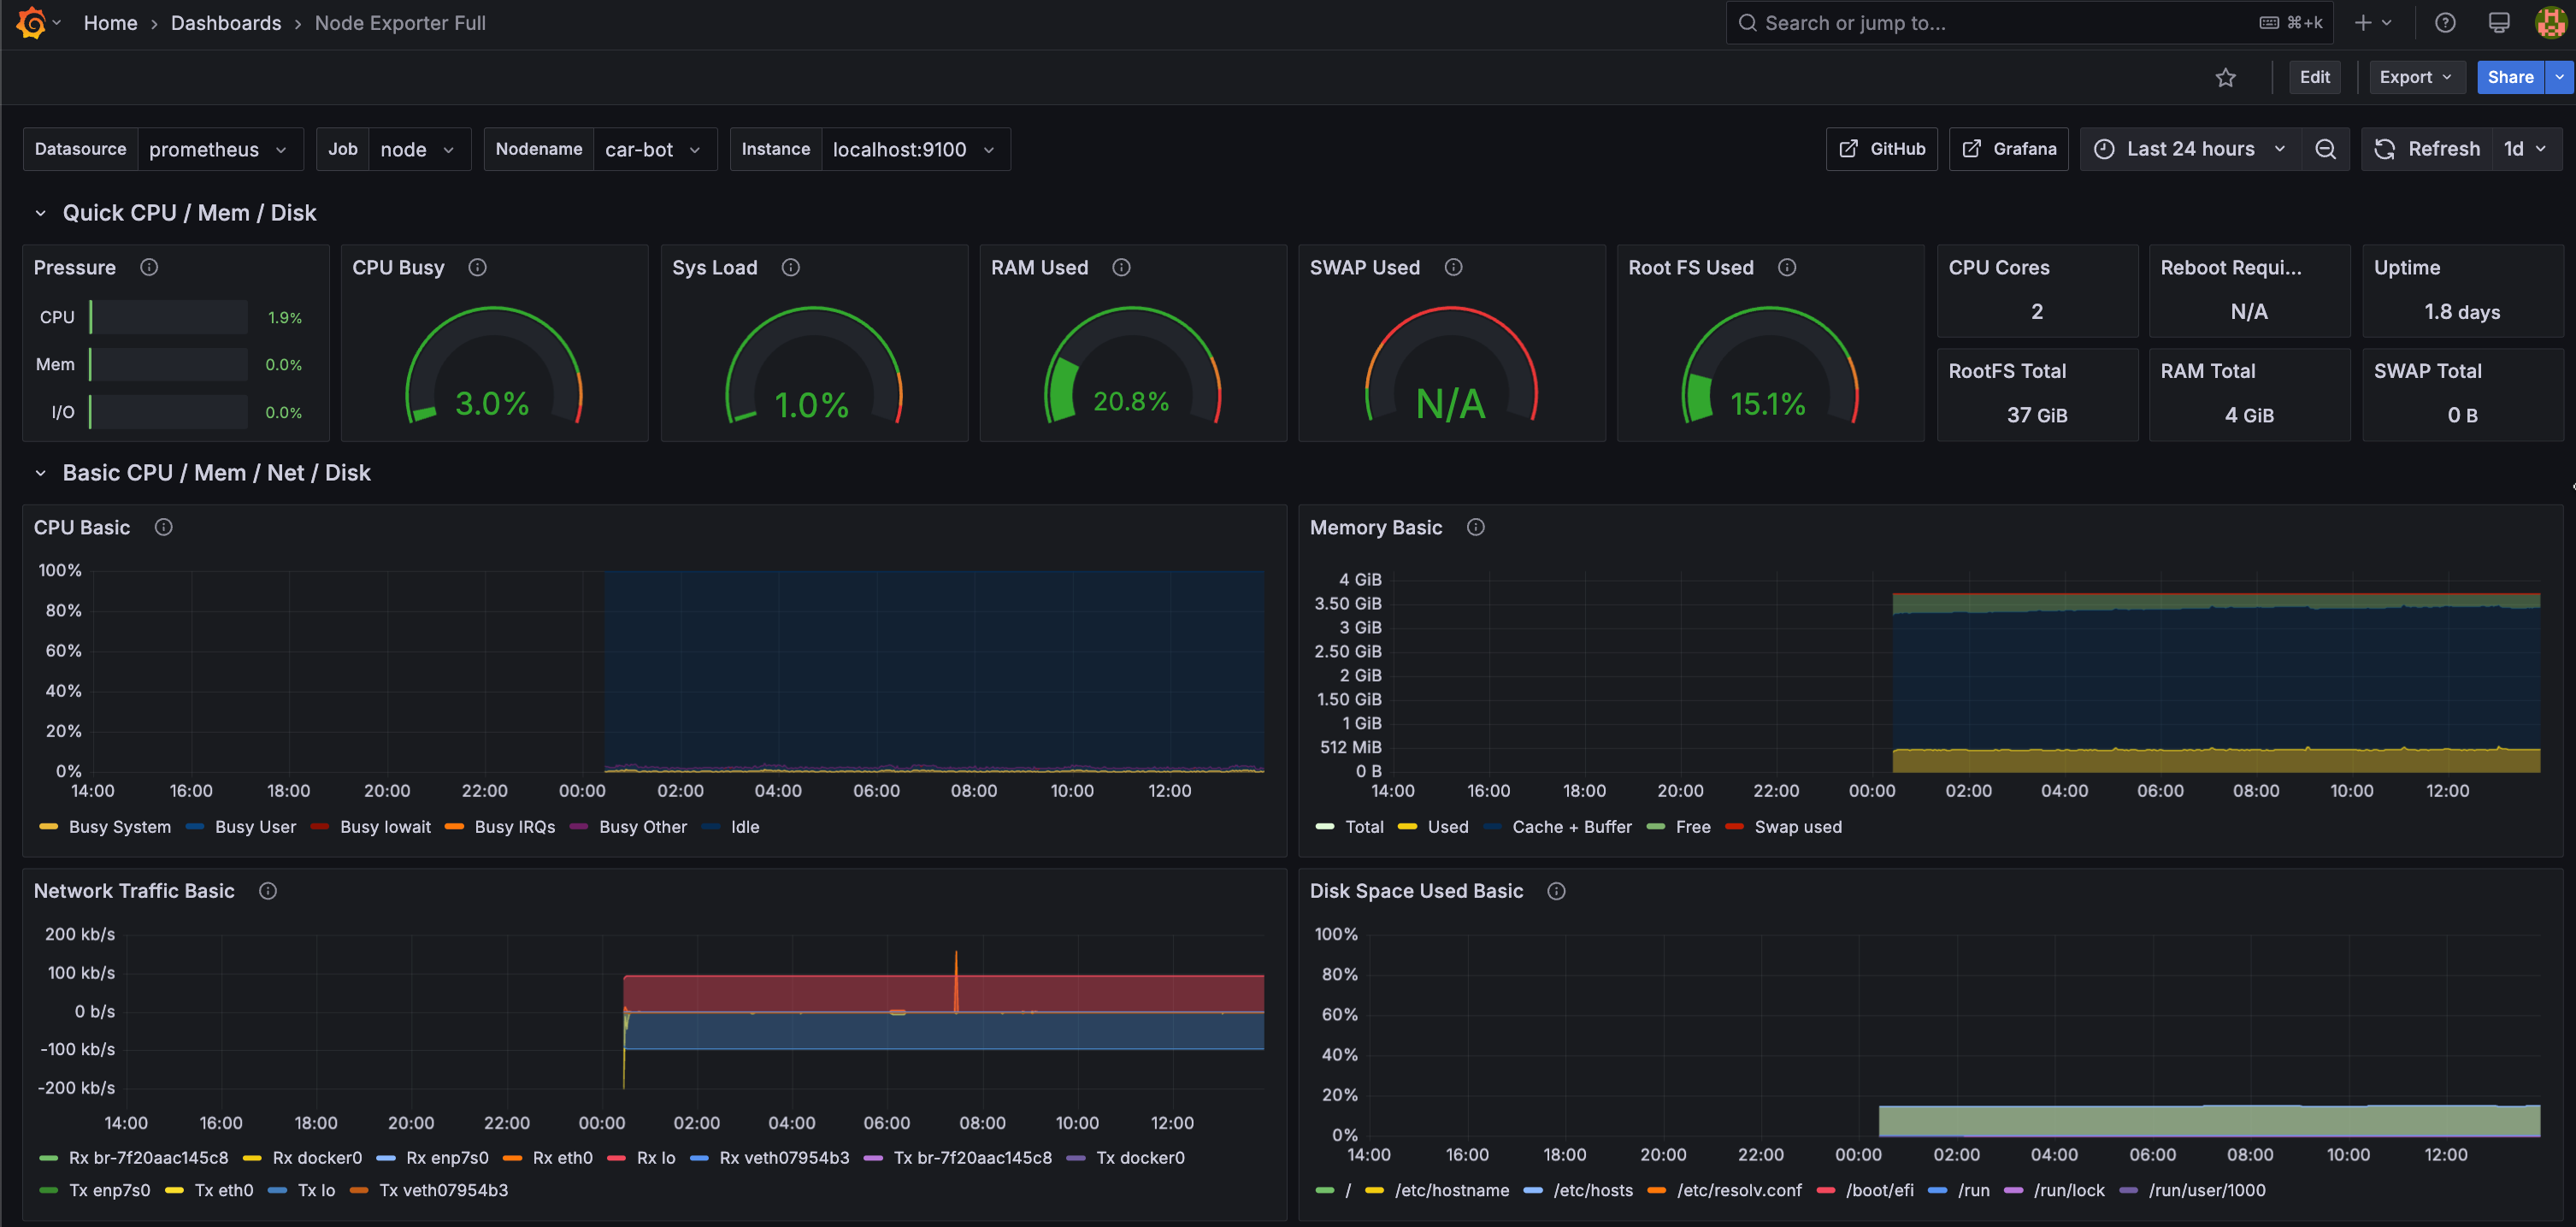 Home › Dashboards › Node Exporter Full
Search or jump to... ⌘+k
Edit Export Share
Datasource prometheus Job node Nodename car-bot Instance localhost:9100 GitHub Grafana Last 24 hours Refresh 1d
Quick CPU / Mem / Disk
Pressure
CPU 1.9%
Mem 0.0%
I/O 0.0%
CPU Busy
3.0%
Sys Load
1.0%
RAM Used
20.8%
SWAP Used
N/A
Root FS Used
15.1%
CPU Cores
2
Reboot Requi...
N/A
Uptime
1.8 days
RootFS Total
37 GiB
RAM Total
4 GiB
SWAP Total
0 B
Basic CPU / Mem / Net / Disk
CPU Basic
100%
80%
60%
40%
20%
0%
14:00 16:00 18:00 20:00 22:00 00:00 02:00 04:00 06:00 08:00 10:00 12:00
Busy System Busy User Busy Iowait Busy IRQs Busy Other Idle
Memory Basic
4 GiB
3.50 GiB
3 GiB
2.50 GiB
2 GiB
1.50 GiB
1 GiB
512 MiB
0 B
14:00 16:00 18:00 20:00 22:00 00:00 02:00 04:00 06:00 08:00 10:00 12:00
Total Used Cache + Buffer Free Swap used
Network Traffic Basic
200 kb/s
100 kb/s
0 b/s
-100 kb/s
-200 kb/s
14:00 16:00 18:00 20:00 22:00 00:00 02:00 04:00 06:00 08:00 10:00 12:00
Rx br-7f20aac145c8 Rx docker0 Rx enp7s0 Rx eth0 Rx lo Rx veth07954b3 Tx br-7f20aac145c8 Tx docker0
Tx enp7s0 Tx eth0 Tx lo Tx veth07954b3
Disk Space Used Basic
100%
80%
60%
40%
20%
0%
14:00 16:00 18:00 20:00 22:00 00:00 02:00 04:00 06:00 08:00 10:00 12:00
/ /etc/hostname /etc/hosts /etc/resolv.conf /boot/efi /run /run/lock /run/user/1000